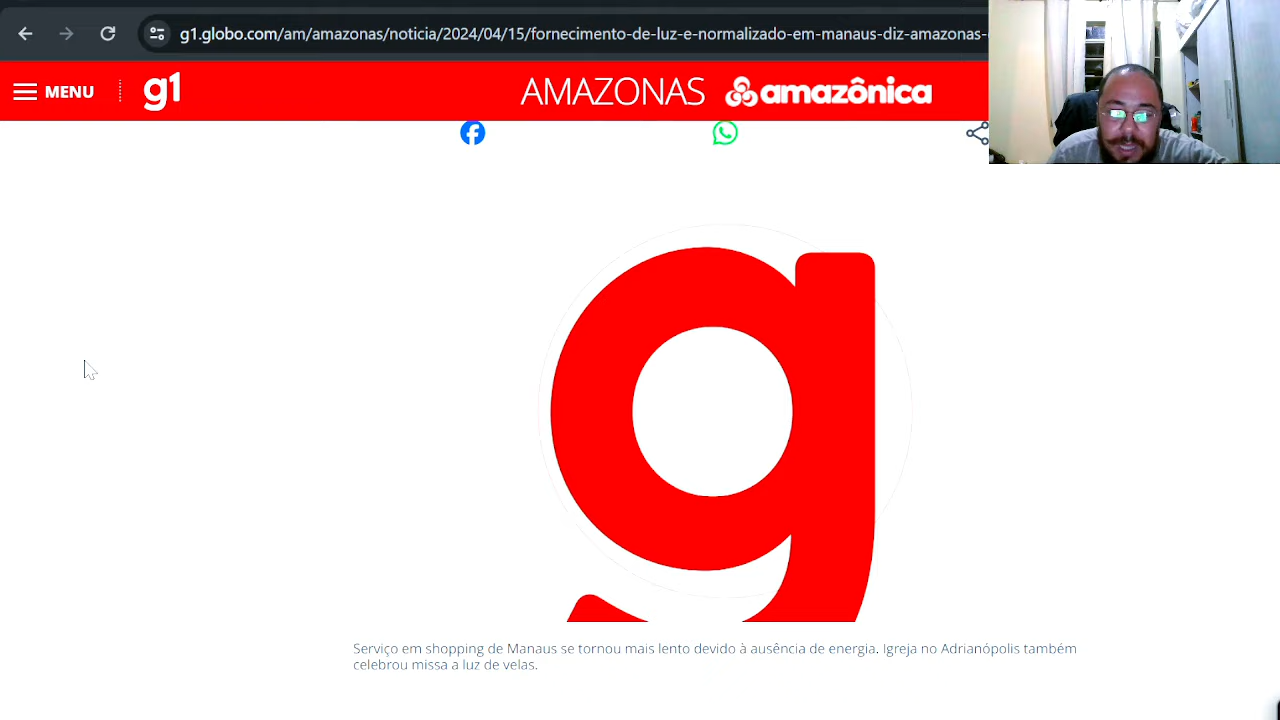 g1.globo.com/am/amazonas/noticia/2024/04/15/fornecimento-de-luz-e-normalizado-em-manaus-diz-amazonas-
MENU
g1
AMAZONAS
amazônica
g
Serviço em shopping de Manaus se tornou mais lento devido à ausência de energia. Igreja no Adrianópolis também
celebrou missa a luz de velas.